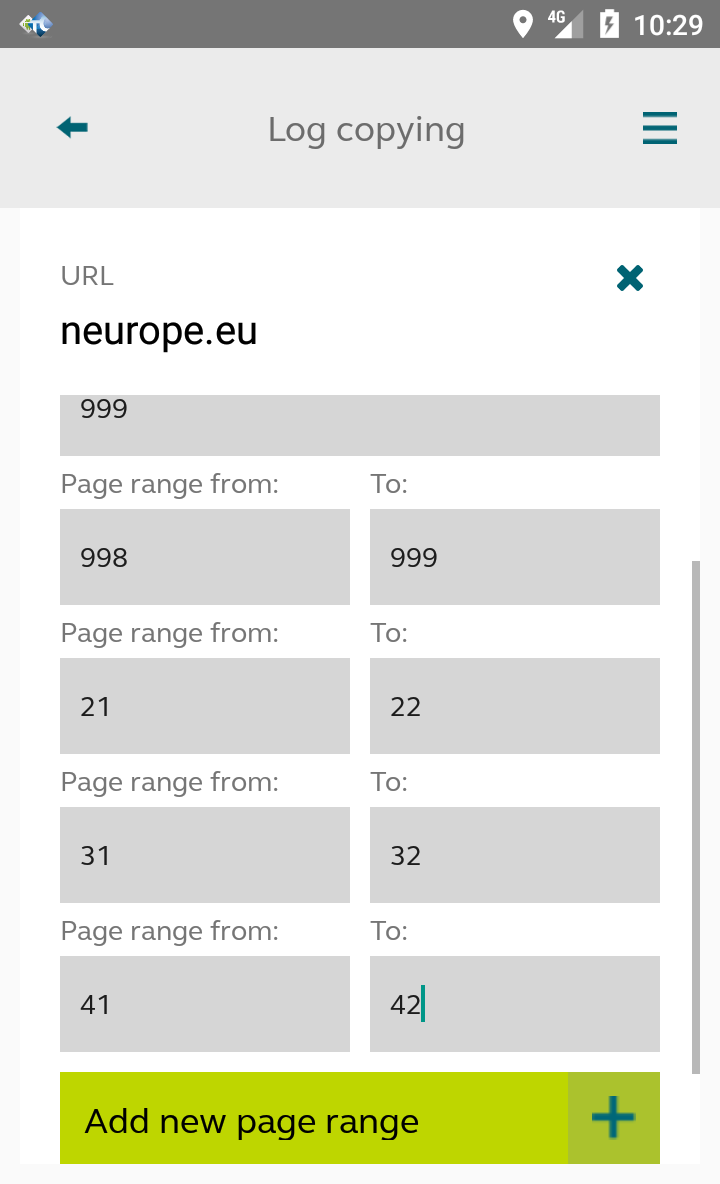 4G 10:29
Log copying
URL
neurope.eu
999
Page range from: To:
998 999
Page range from: To:
21 22
Page range from: To:
31 32
Page range from: To:
41 42
Add new page range